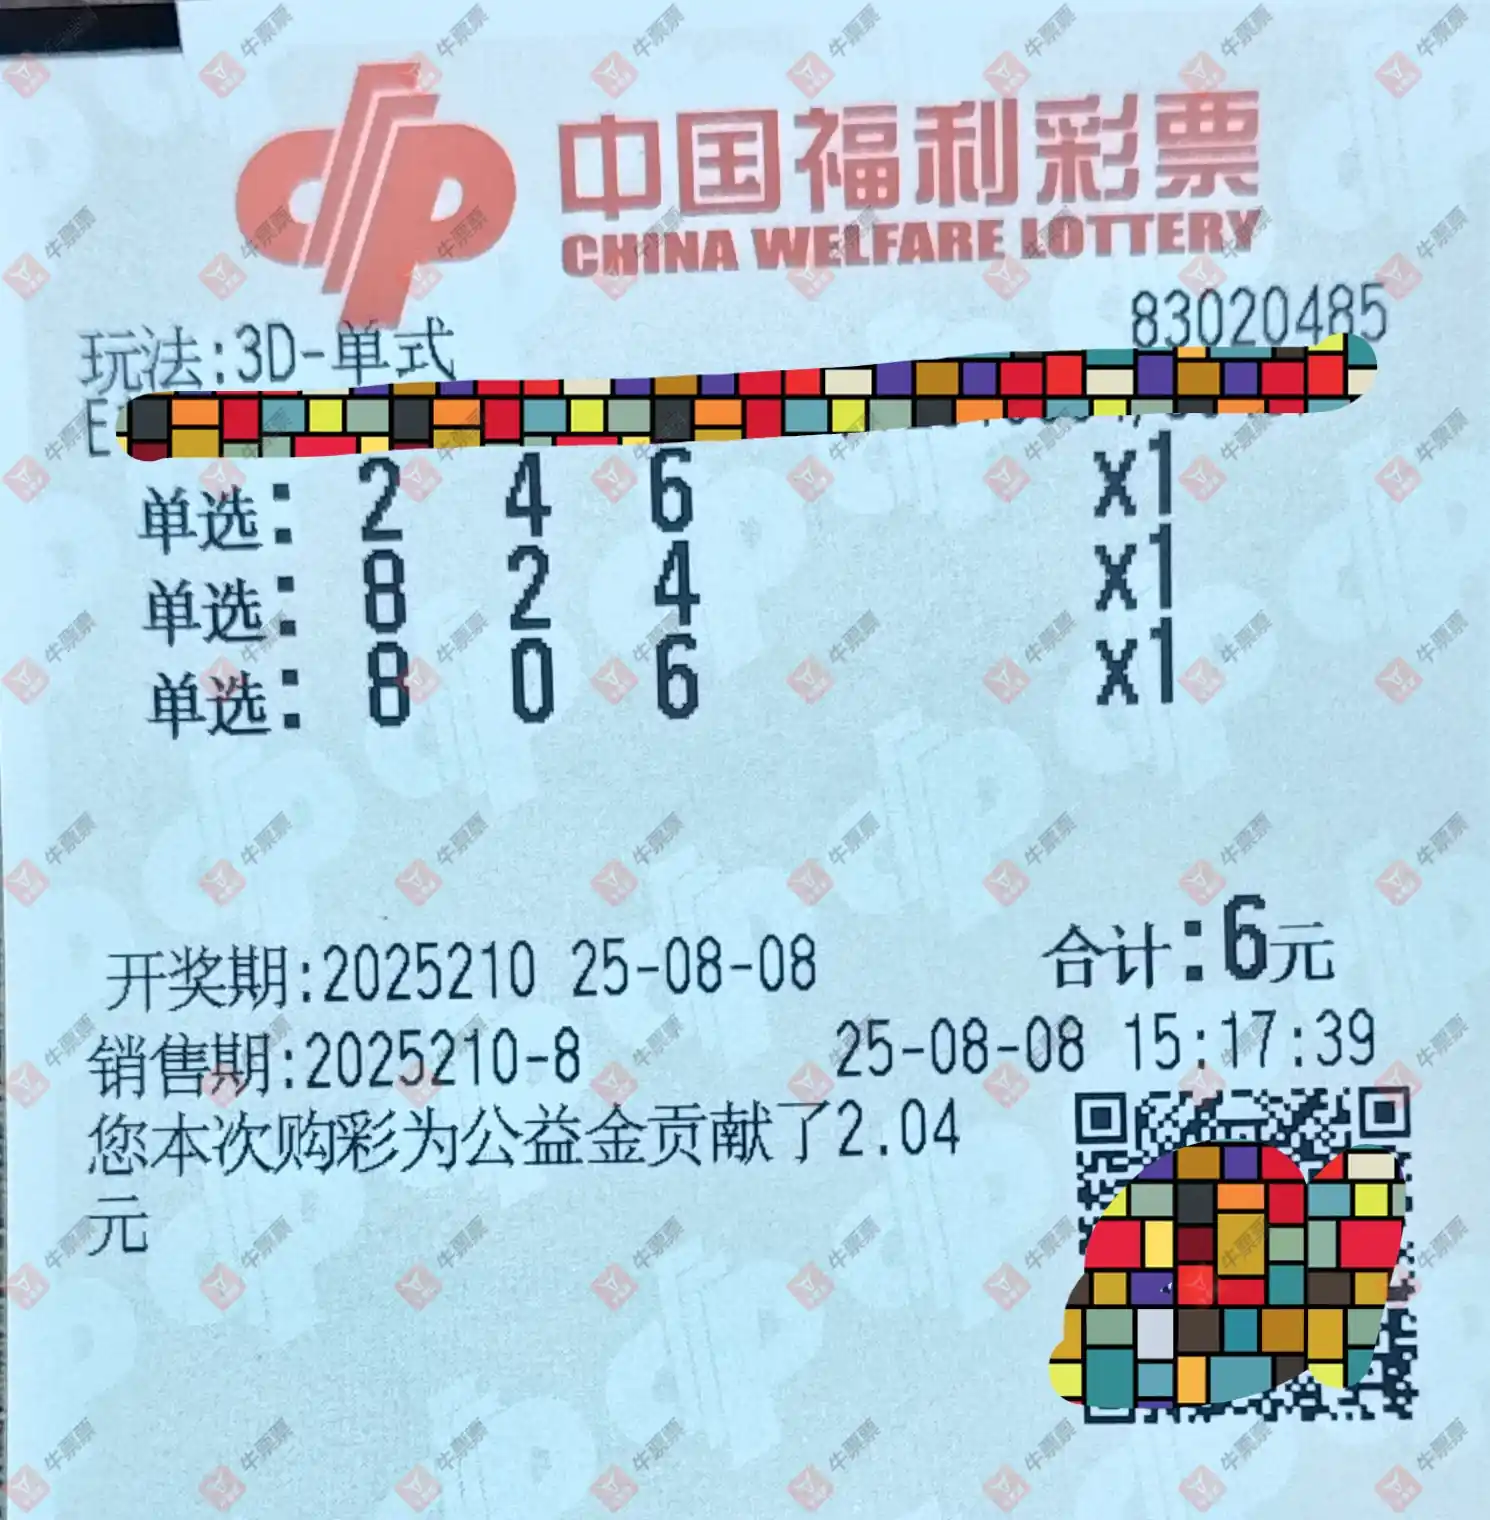 中国福利彩票
CHINA WELFARE LOTTERY
83020485
玩法:3D-单式
E
单选: 2 4 6 x1
单选: 8 2 4 x1
单选: 8 0 6 x1
开奖期:2025210 25-08-08 合计:6元
销售期:2025210-8 25-08-08 15:17:39
您本次购彩为公益金贡献了2.04
元
牛票票